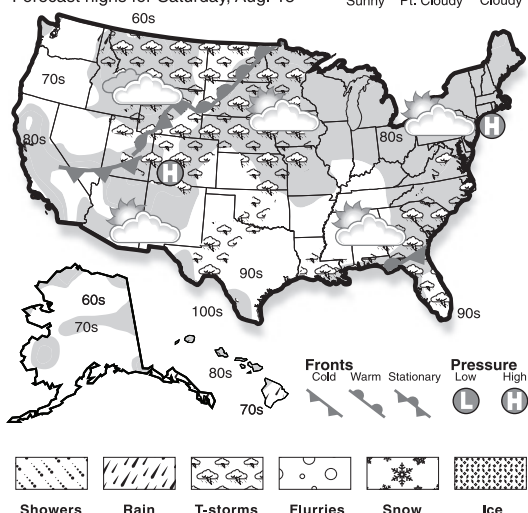 Forecast highs for Saturday, Aug.
Sunny Pt. Cloudy Cloudy
60s
70s
80s
80s
H
H
90s
100s
90s
60s
70s
80s
70s
Fronts
Cold Warm Stationary
Pressure
Low High
L H
Showers Rain T-storms Flurries Snow Ice